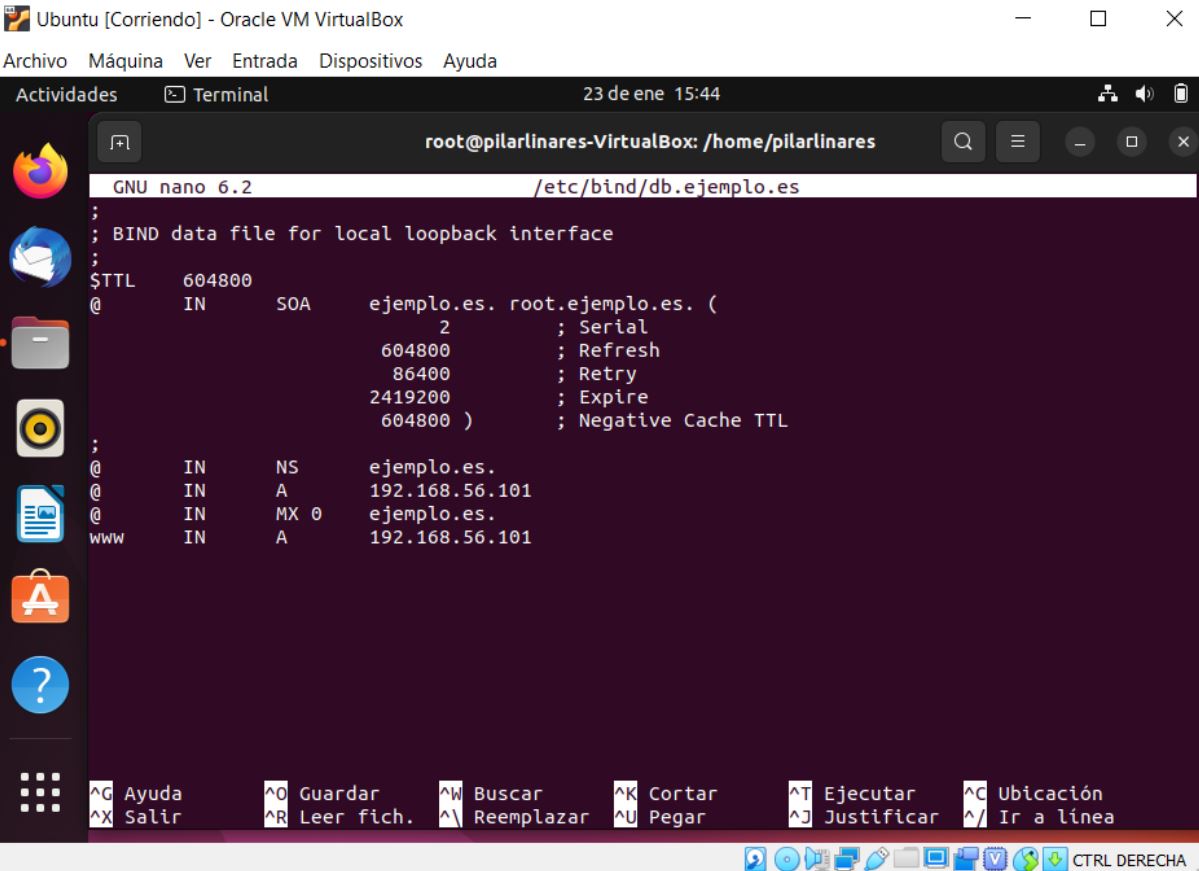 Ubuntu [Corriendo] - Oracle VM VirtualBox
Archivo Máquina Ver Entrada Dispositivos Ayuda
Actividades Terminal 23 de ene 15:44
root@pilarlinares-VirtualBox: /home/pilarlinares
GNU nano 6.2 /etc/bind/db.ejemplo.es
;
; BIND data file for local loopback interface
;
$TTL 604800
@ IN SOA ejemplo.es. root.ejemplo.es. (
2 ; Serial
604800 ; Refresh
86400 ; Retry
2419200 ; Expire
604800 ) ; Negative Cache TTL
;
@ IN NS ejemplo.es.
@ IN A 192.168.56.101
@ IN MX 0 ejemplo.es.
www IN A 192.168.56.101
^G Ayuda ^O Guardar ^W Buscar ^K Cortar ^T Ejecutar ^C Ubicación
^X Salir ^R Leer fich. ^\ Reemplazar ^U Pegar ^J Justificar ^/ Ir a línea
CTRL DERECHA